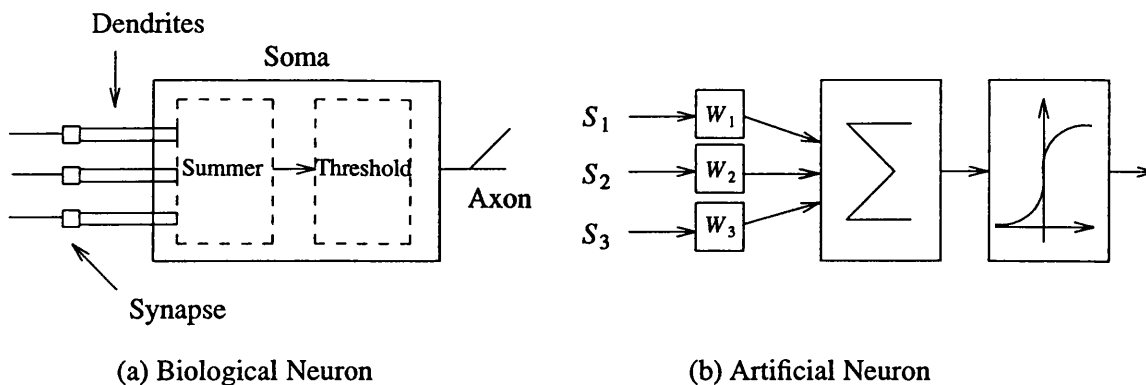 Dendrites
Soma
Summer
Threshold
Axon
Synapse
(a) Biological Neuron
S1
W1
S2
W2
S3
W3
∑
(b) Artificial Neuron